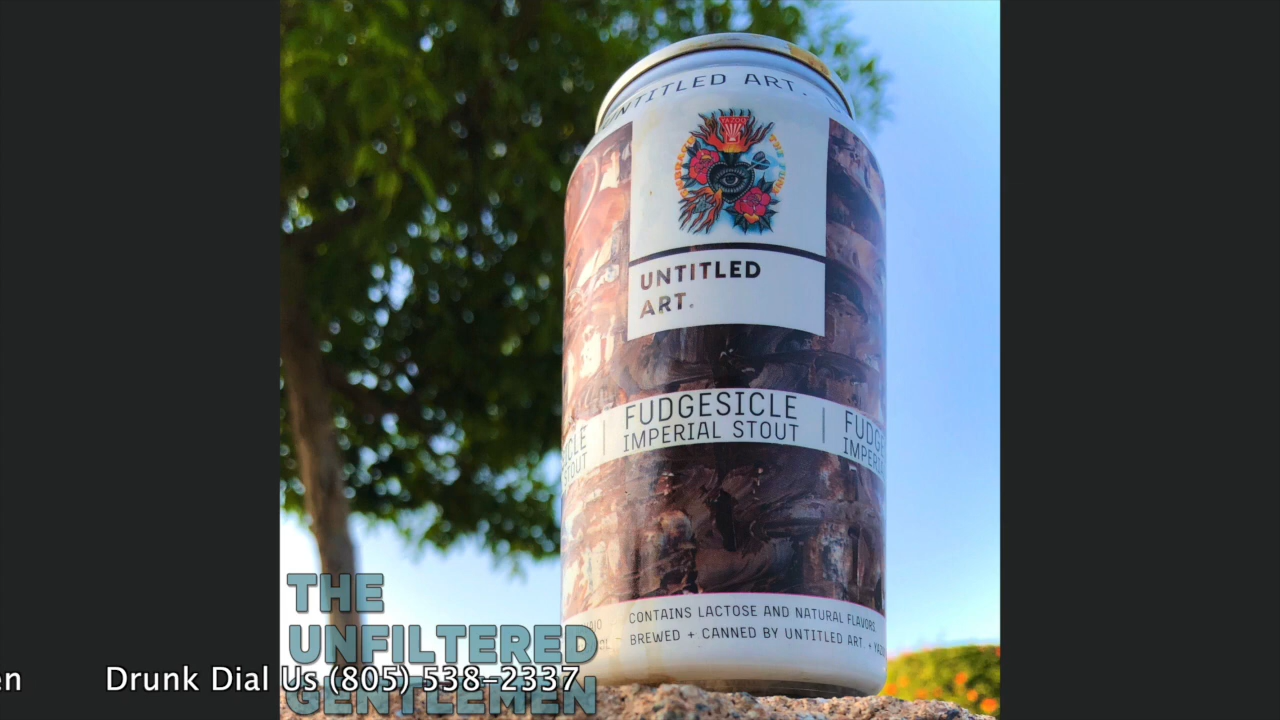 UNTITLED ART.
YAZOO
UNTITLED
ART.
FUDGESICLE
IMPERIAL STOUT
CONTAINS LACTOSE AND NATURAL FLAVORS
BREWED + CANNED BY UNTITLED ART. +
THE
UNFILTERED
GENTLEMEN
Drunk Dial Us (805) 538-2337